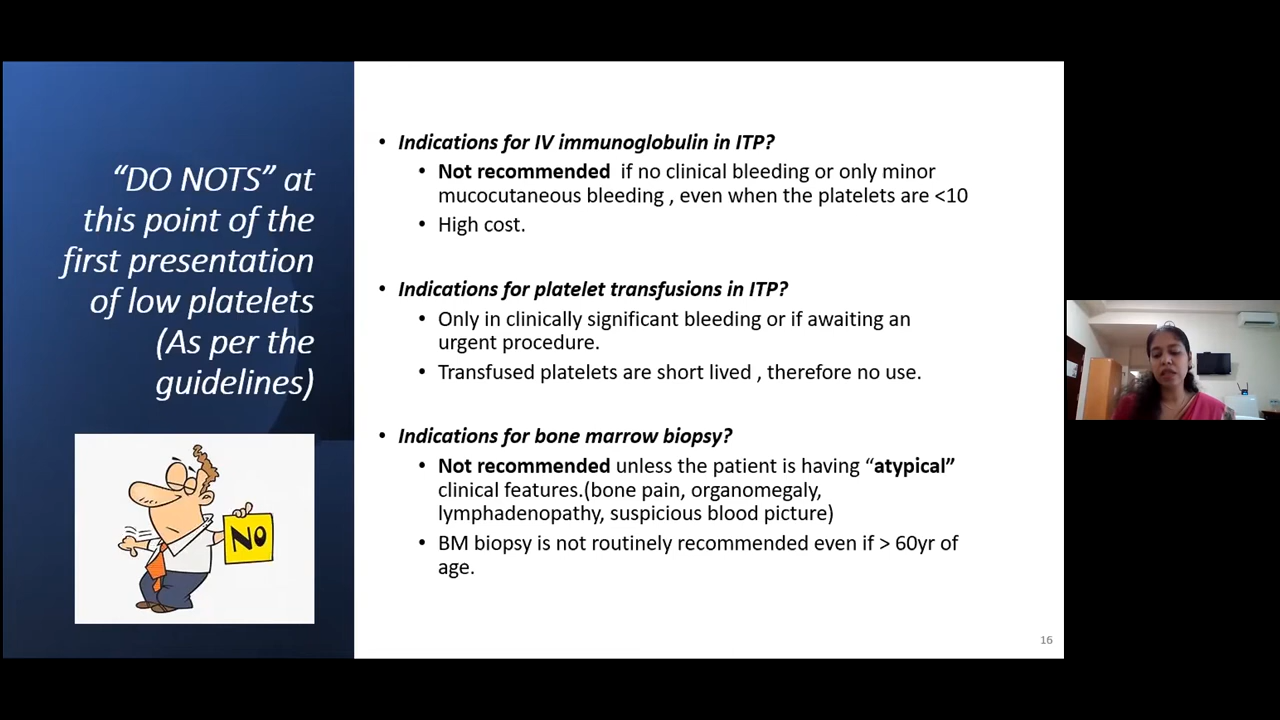 “DO NOTS” at
this point of the
first presentation
of low platelets
(As per the
guidelines)
NO
• Indications for IV immunoglobulin in ITP?
• Not recommended if no clinical bleeding or only minor
mucocutaneous bleeding , even when the platelets are <10
• High cost.
• Indications for platelet transfusions in ITP?
• Only in clinically significant bleeding or if awaiting an
urgent procedure.
• Transfused platelets are short lived , therefore no use.
• Indications for bone marrow biopsy?
• Not recommended unless the patient is having “atypical”
clinical features.(bone pain, organomegaly,
lymphadenopathy, suspicious blood picture)
• BM biopsy is not routinely recommended even if > 60yr of
age.
16